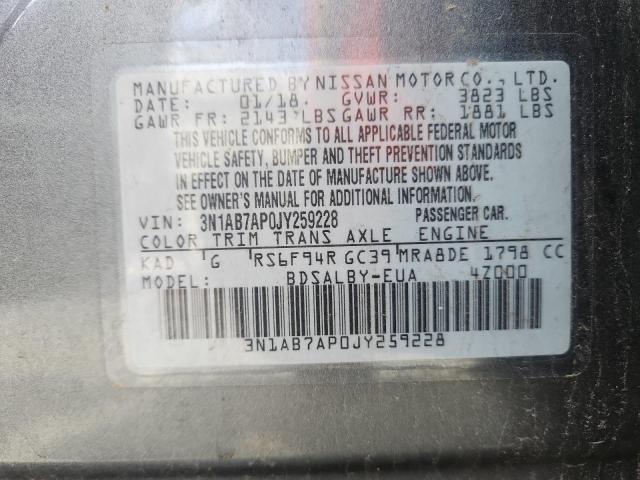 MANUFACTURED BY NISSAN MOTOR CO., LTD.
DATE: 01/18. GVWR: 3823 LBS
GAWR FR: 2143 LBS GAWR RR: 1881 LBS
THIS VEHICLE CONFORMS TO ALL APPLICABLE FEDERAL MOTOR
VEHICLE SAFETY, BUMPER AND THEFT PREVENTION STANDARDS
IN EFFECT ON THE DATE OF MANUFACTURE SHOWN ABOVE.
SEE OWNER'S MANUAL FOR ADDITIONAL INFORMATION.
VIN: 3N1AB7AP0JY259228 PASSENGER CAR.
COLOR TRIM TRANS AXLE ENGINE
KAD G RS6F94R GC39 MRA8DE 1798 CC
MODEL: BDSALBY-EUA 4Z000
3N1AB7AP0JY259228